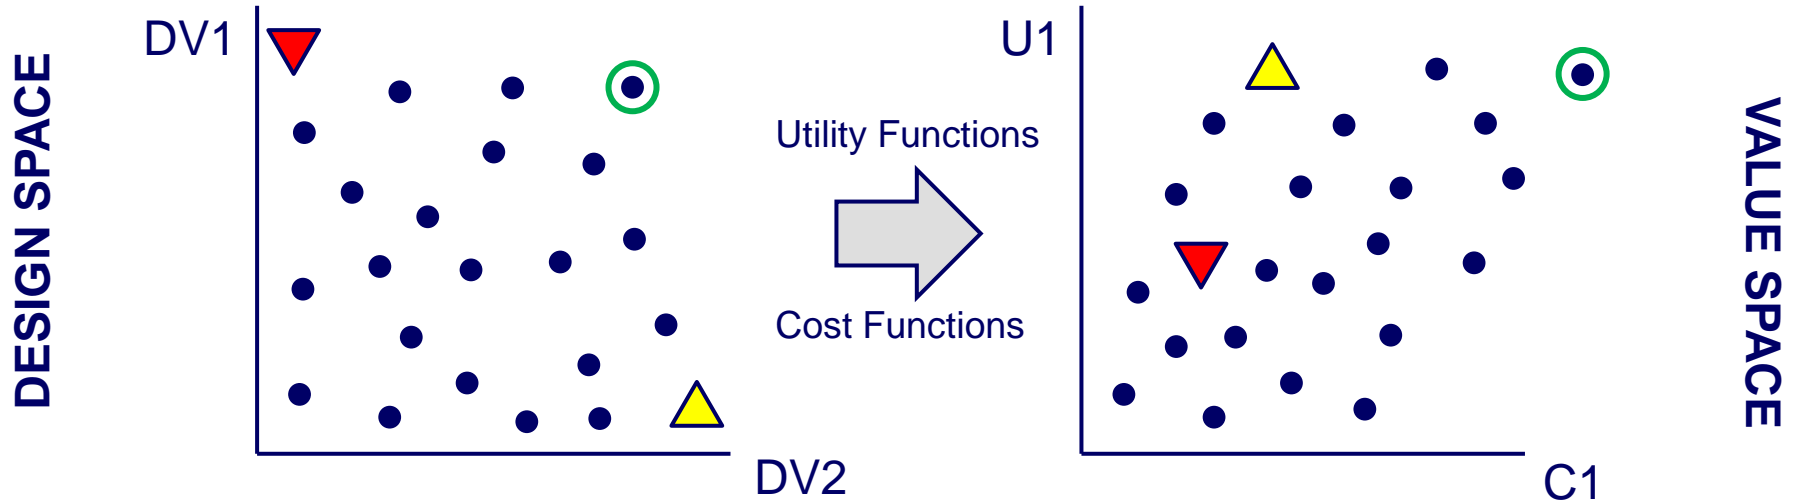 DESIGN SPACE
DV1
DV2
Utility Functions
Cost Functions
U1
C1
VALUE SPACE